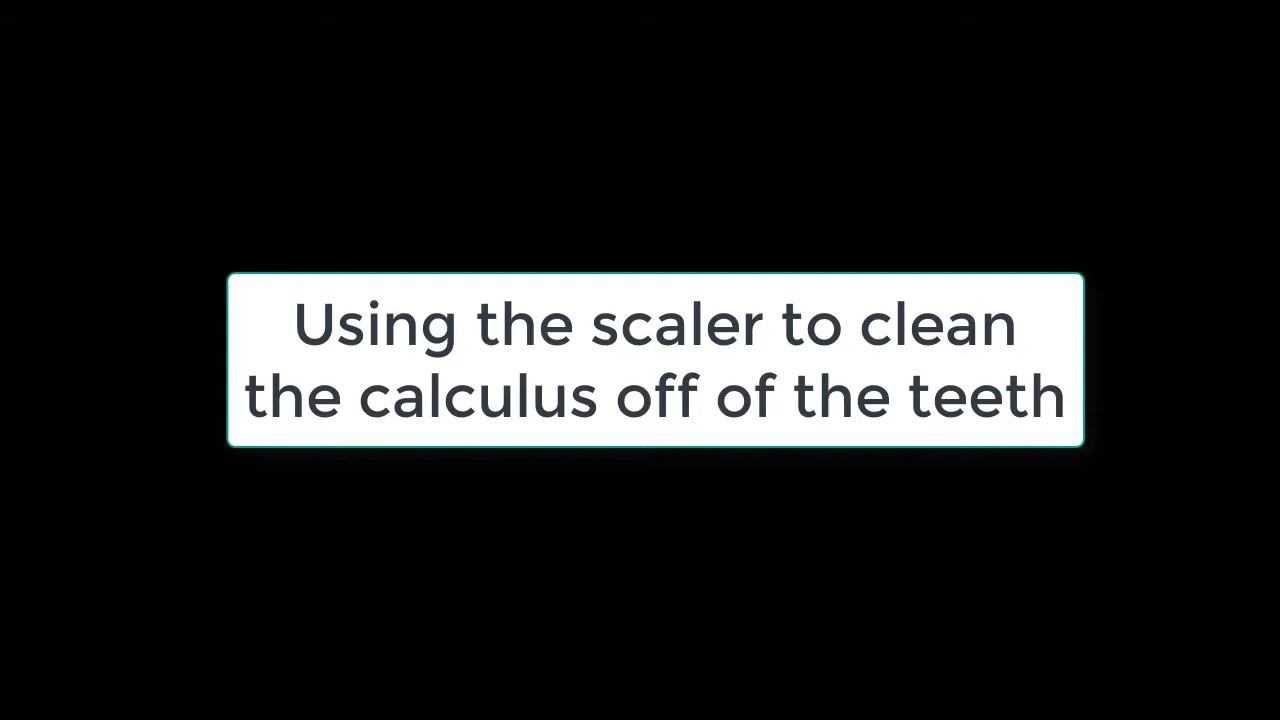 Using the scaler to clean
the calculus off of the teeth